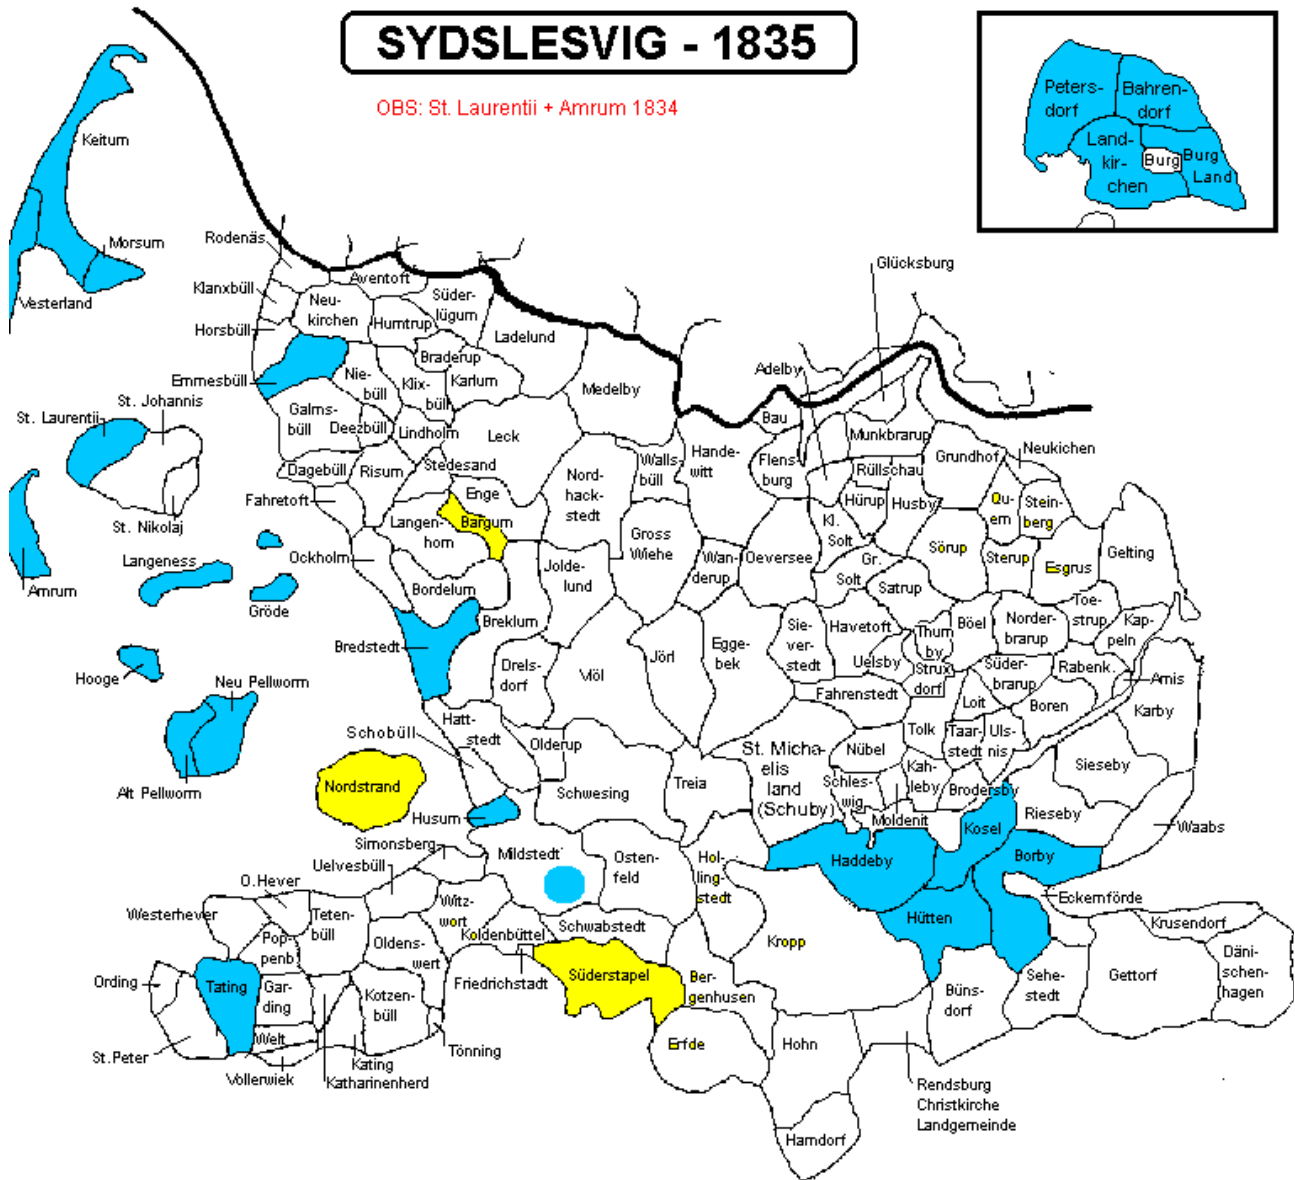 SYDSLESVIG - 1835
OBS: St. Laurentii + Amrum 1834
Peters-
dorf
Bahren-
dorf
Land-
kir-
chen
Burg
Burg
Land
Keitum
Morsum
Vesterland
Rodenäs
Klanxbüll
Horsbüll
Emmesbüll
Aventoft
Neu-
kirchen
Humtrup
Süder-
lügum
Ladelund
Braderup
Karlum
Nie-
büll
Klix-
büll
Medelby
Glücksburg
Adelby
Bau
St. Laurentii
St. Johannis
St. Nikolaj
Galms-
büll
Deezbüll
Lindholm
Leck
Stedesand
Dagebüll
Risum
Fahretoft
Enge
Bargum
Langen-
horn
Nord-
hack-
stedt
Walls-
büll
Hande-
witt
Flens-
burg
Munkbrarup
Rüllschau
Hürup
Husby
Grundhof
Neukichen
Qu-
ern
Stein-
berg
Kl.
Solt
Gr.
Solt
Sörup
Sterup
Esgrus
Gelting
Amrum
Langeness
Gröde
Ockholm
Bordelum
Jolde-
lund
Gross
Wiehe
Wan-
derup
Oeversee
Satrup
Hooge
Neu Pellworm
Alt Pellworm
Bredstedt
Breklum
Drels-
dorf
Viöl
Jörl
Egge-
bek
Sie-
ver-
stedt
Havetoft
Uelsby
Thum
by
Strux
dorf
Böel
Norder-
brarup
Toe-
strup
Kap-
peln
Süder-
brarup
Rabenk.
Arnis
Karby
Fahrenstedt
Loit
Boren
Tolk
Taar-
stedt
Uls-
nis
Schobüll
Hatt-
stedt
Olderup
Nordstrand
Husum
Schwesing
Treia
St. Micha-
elis
land
(Schuby)
Nübel
Schles-
wig
Kah-
leby
Moldenit
Brodersby
Sieseby
Rieseby
Waabs
Kosel
Borby
Haddeby
Hütten
Eckernförde
Krusendorf
Gettorf
Däni-
schen-
hagen
Sehe-
stedt
Büns-
dorf
Simonsberg
Uelvesbüll
Mildstedt
Osten-
feld
Hol-
ling-
stedt
Kropp
O.Hever
Westerhever
Teten-
büll
Witz-
wort
Koldenbüttel
Schwabstedt
Pop-
penb.
Oldens-
wert
Friedrichstadt
Süderstapel
Ber-
genhusen
Ording
Tating
Gar-
ding
Kotzen-
büll
St. Peter
Welt
Vollerwiek
Kating
Katharinenherd
Tönning
Erfde
Hohn
Hamdorf
Rendsburg
Christkirche
Landgemeinde